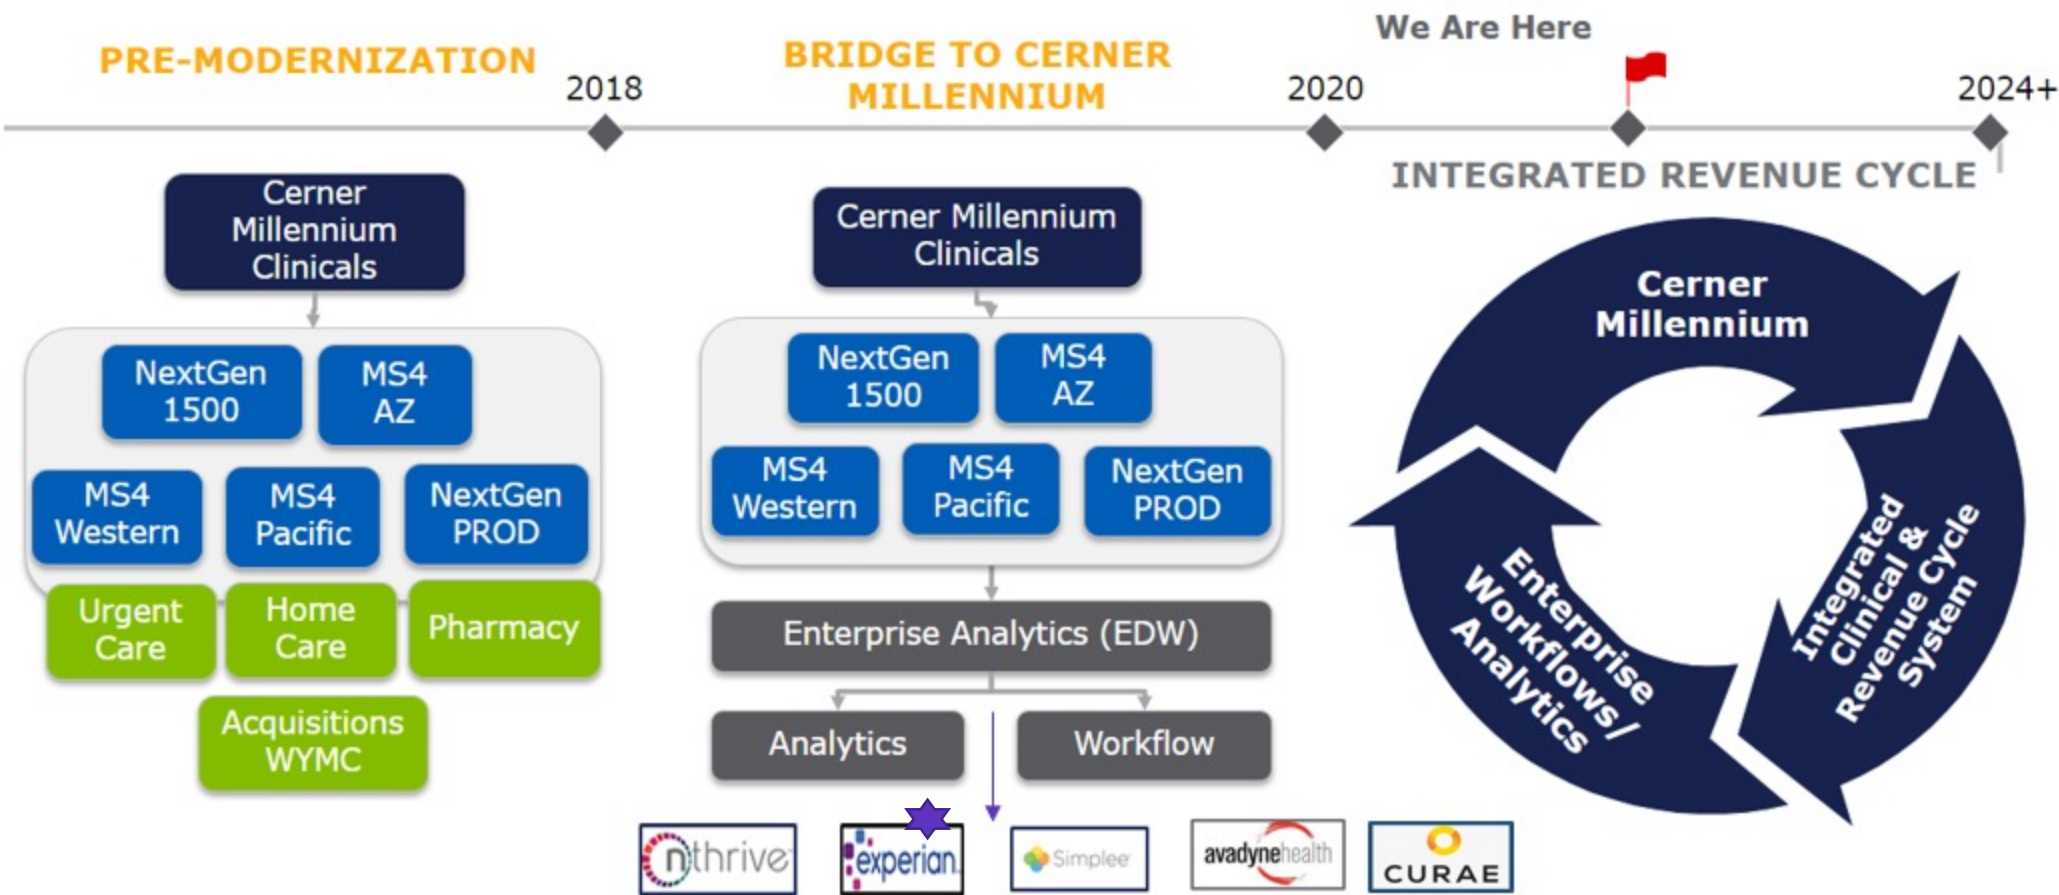 We Are Here
PRE-MODERNIZATION
BRIDGE TO CERNER
MILLENNIUM
2018
2020
2024+
INTEGRATED REVENUE CYCLE
Cerner
Millennium
Clinicals
NextGen
1500
MS4
AZ
MS4
Western
MS4
Pacific
NextGen
PROD
Urgent
Care
Home
Care
Pharmacy
Acquisitions
WYMC
Cerner Millennium
Clinicals
NextGen
1500
MS4
AZ
MS4
Western
MS4
Pacific
NextGen
PROD
Enterprise Analytics (EDW)
Analytics
Workflow
nthrive
experian.
Simplee
avadynehealth
CURAE
Cerner
Millennium
Integrated
Clinical &
Revenue Cycle
System
Enterprise
Workflows/
Analytics